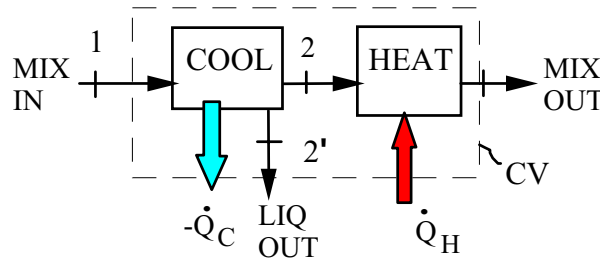 1
MIX
IN
COOL
2
HEAT
MIX
OUT
2'
CV
-Q̇C
LIQ
OUT
Q̇H